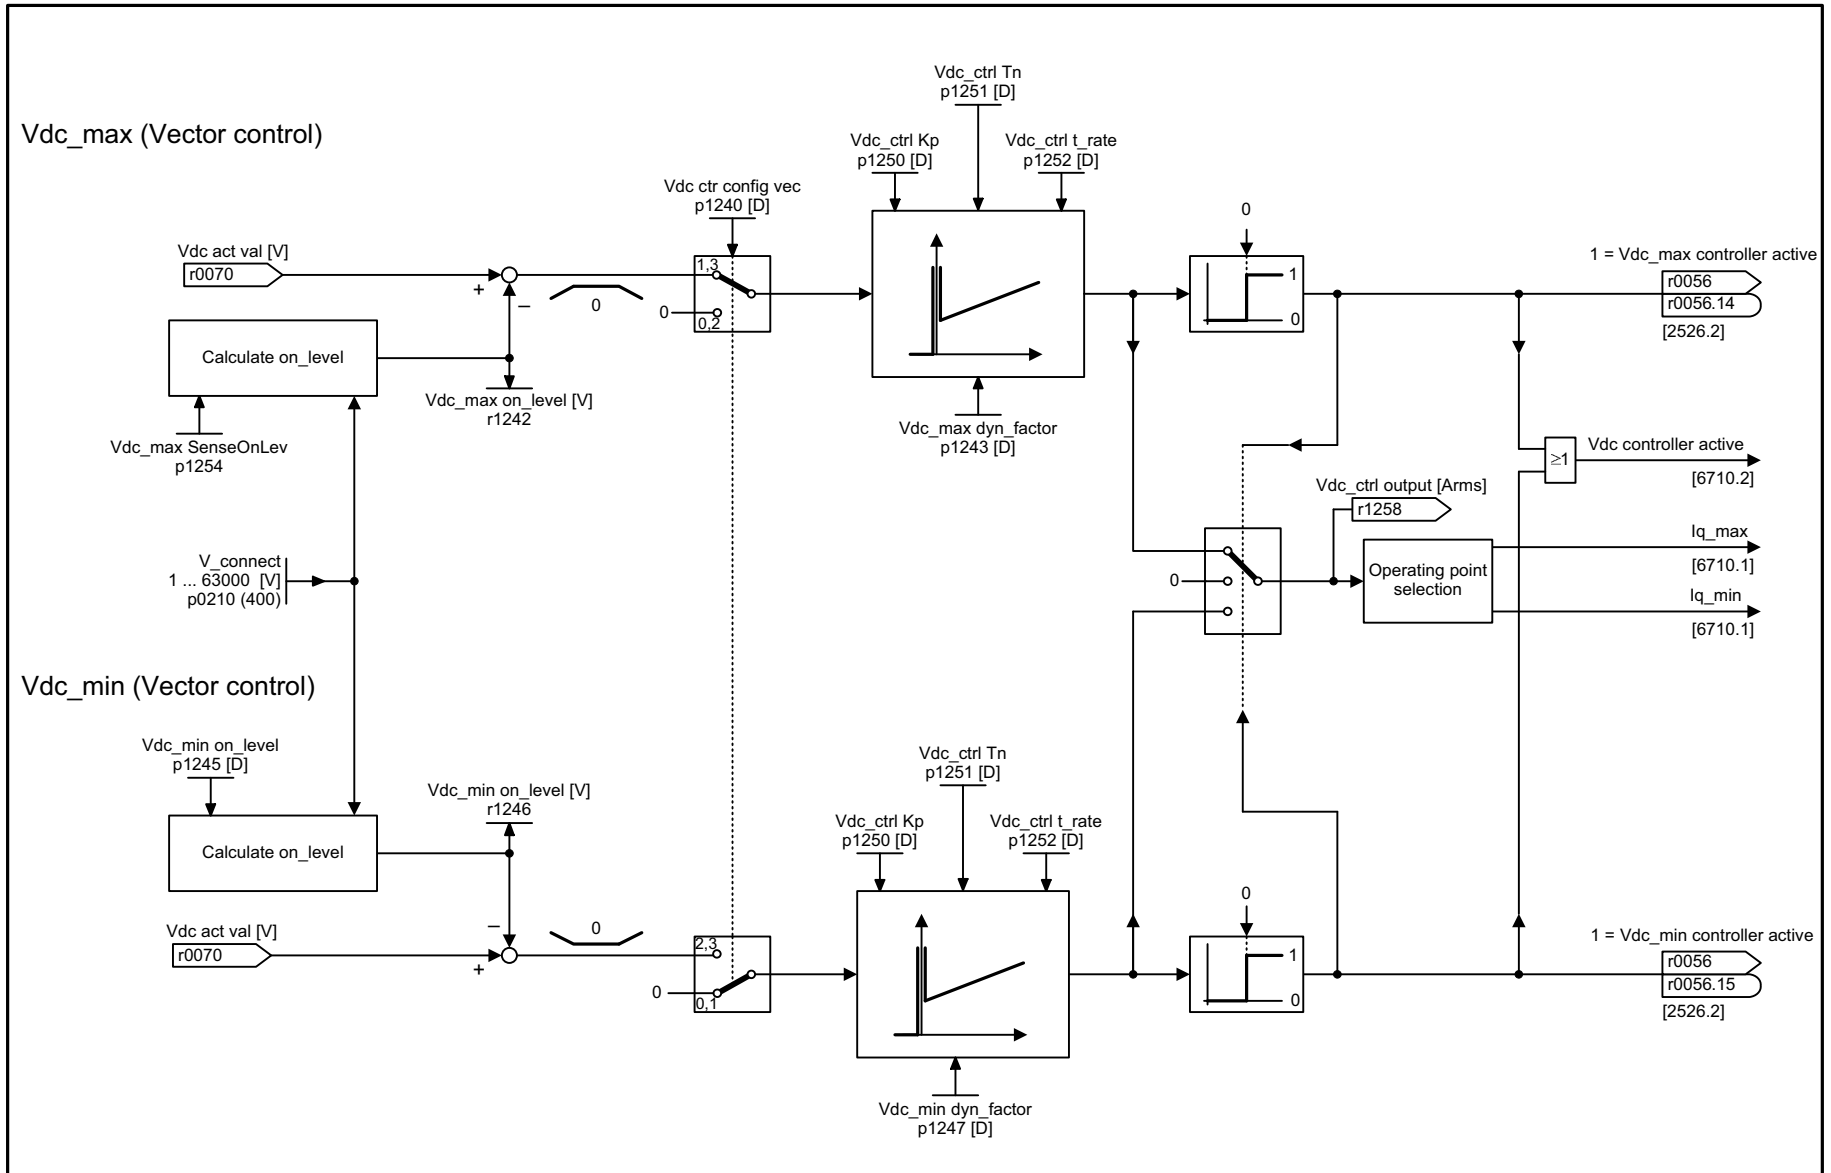 Vdc_max (Vector control)
Vdc_ctrl Tn
p1251 [D]
Vdc_ctrl Kp
p1250 [D]
Vdc_ctrl t_rate
p1252 [D]
Vdc ctr config vec
p1240 [D]
Vdc act val [V]
r0070
+
–
0
1,3
0
0,2
0
1
0
1 = Vdc_max controller active
r0056
r0056.14
[2526.2]
Calculate on_level
Vdc_max on_level [V]
r1242
Vdc_max SenseOnLev
p1254
Vdc_max dyn_factor
p1243 [D]
≥1
Vdc controller active
[6710.2]
Vdc_ctrl output [Arms]
r1258
V_connect
1 ... 63000 [V]
p0210 (400)
0
Operating point
selection
Iq_max
[6710.1]
Iq_min
[6710.1]
Vdc_min (Vector control)
Vdc_min on_level
p1245 [D]
Vdc_min on_level [V]
r1246
Calculate on_level
Vdc_ctrl Tn
p1251 [D]
Vdc_ctrl Kp
p1250 [D]
Vdc_ctrl t_rate
p1252 [D]
Vdc act val [V]
r0070
–
+
0
2,3
0
0,1
0
1
0
1 = Vdc_min controller active
r0056
r0056.15
[2526.2]
Vdc_min dyn_factor
p1247 [D]